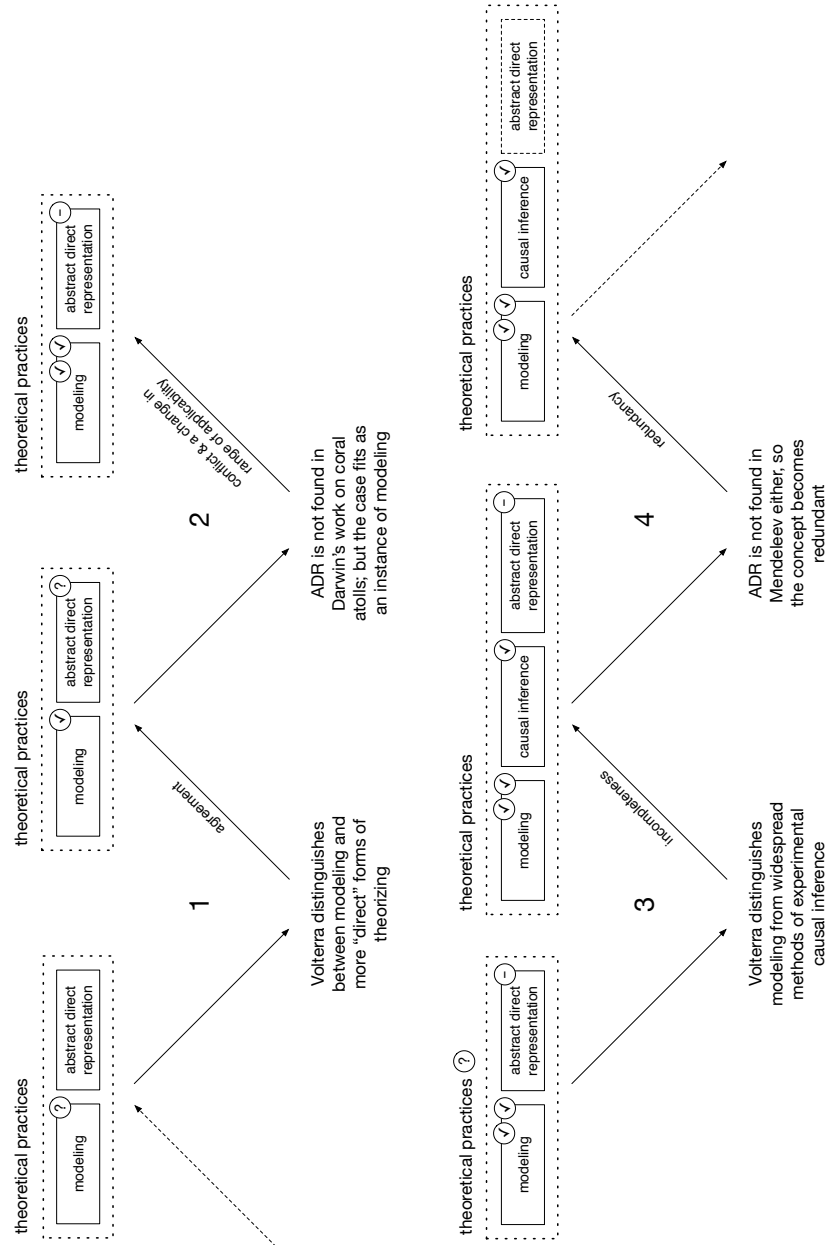 theoretical practices
modeling
?
abstract direct
representation
1
Volterra distinguishes
between modeling and
more “direct” forms of
theorizing
agreement
theoretical practices
modeling
✓
abstract direct
representation
?
2
ADR is not found in
Darwin’s work on coral
atolls; but the case fits as
an instance of modeling
conflict & a change in
range of applicability
theoretical practices
modeling
✓ ✓
abstract direct
representation
–
theoretical practices ?
modeling
✓ ✓
abstract direct
representation
–
3
Volterra distinguishes
modeling from widespread
methods of experimental
causal inference
incompleteness
theoretical practices
modeling
✓ ✓
causal inference
✓
abstract direct
representation
–
4
ADR is not found in
Mendeleev either, so
the concept becomes
redundant
redundancy
theoretical practices
modeling
✓ ✓
causal inference
✓
abstract direct
representation